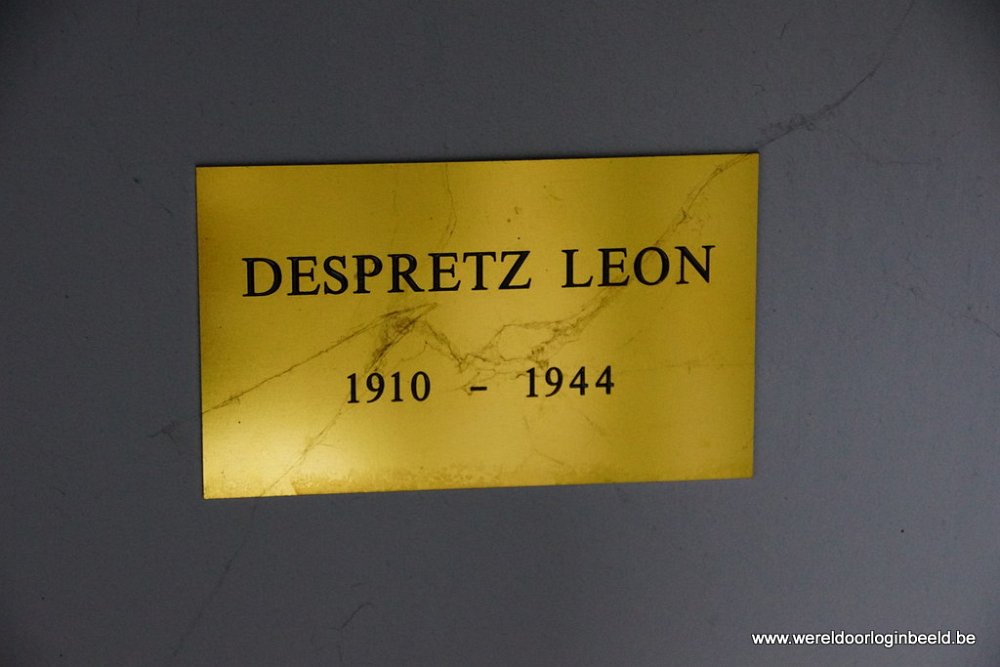 DESPRETZ LEON
1910 - 1944
www.wereldoorloginbeeld.be